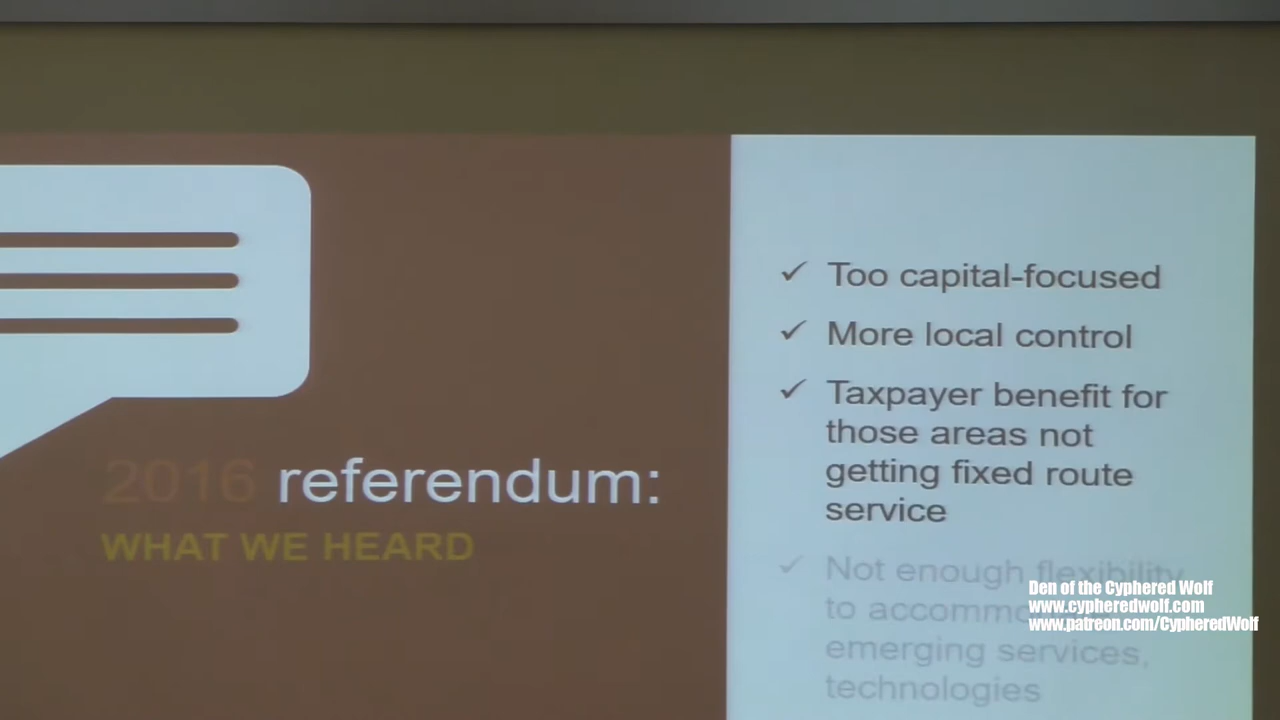 2016 referendum:
WHAT WE HEARD
✓ Too capital-focused
✓ More local control
✓ Taxpayer benefit for
those areas not
getting fixed route
service
✓ Not enough flexibility
to
emerging services,
technologies
Den of the Cyphered Wolf
www.cypheredwolf.com
www.patreon.com/CypheredWolf